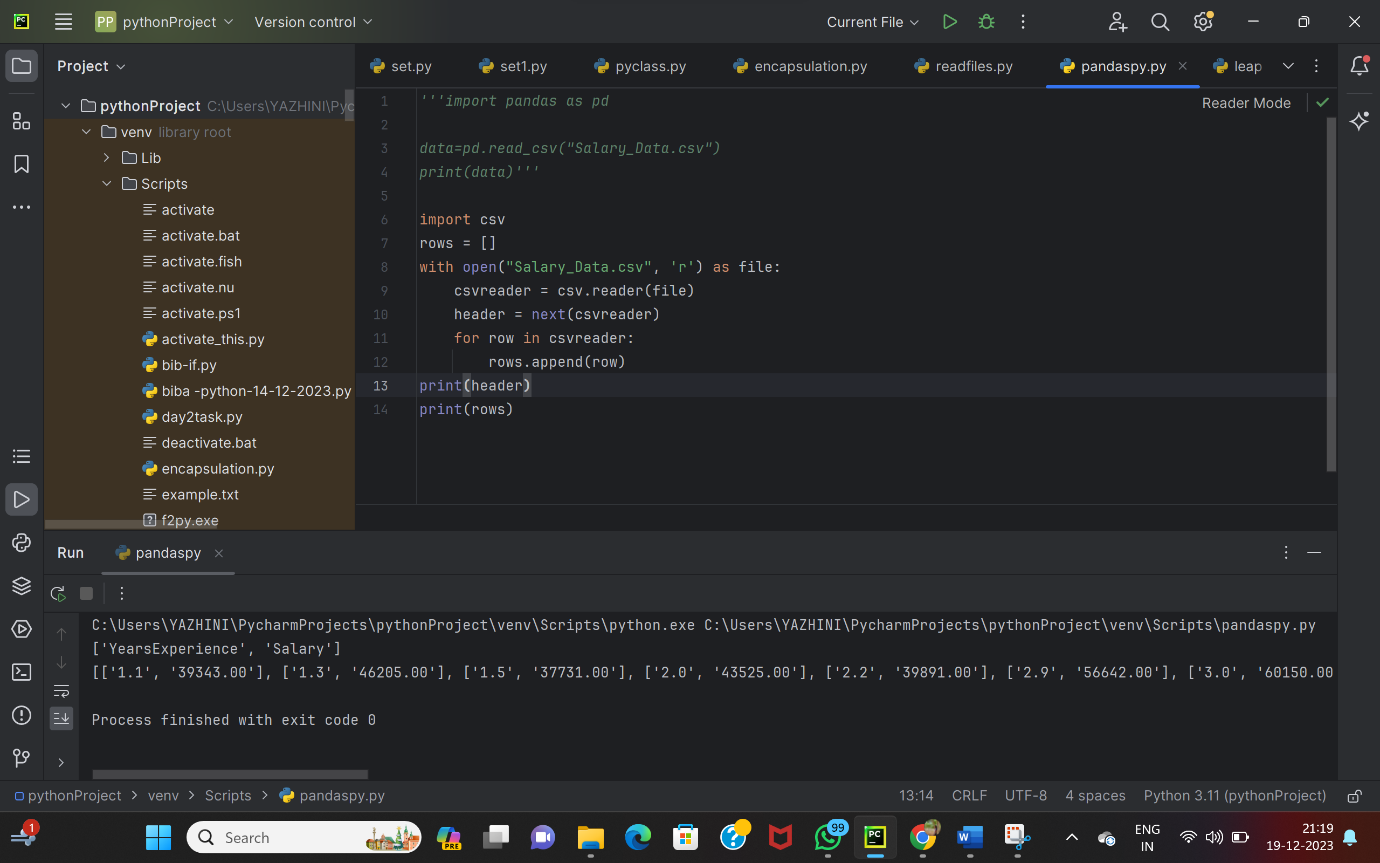 PC
PP pythonProject Version control Current File
Project
set.py set1.py pyclass.py encapsulation.py readfiles.py pandaspy.py leap
pythonProject C:\Users\YAZHINI\Pyc
venv library root
Lib
Scripts
activate
activate.bat
activate.fish
activate.nu
activate.ps1
activate_this.py
bib-if.py
biba -python-14-12-2023.py
day2task.py
deactivate.bat
encapsulation.py
example.txt
f2py.exe
Reader Mode
1 '''import pandas as pd
2
3 data=pd.read_csv("Salary_Data.csv")
4 print(data)'''
5
6 import csv
7 rows = []
8 with open("Salary_Data.csv", 'r') as file:
9     csvreader = csv.reader(file)
10     header = next(csvreader)
11     for row in csvreader:
12         rows.append(row)
13 print(header)
14 print(rows)
Run pandaspy
C:\Users\YAZHINI\PycharmProjects\pythonProject\venv\Scripts\python.exe C:\Users\YAZHINI\PycharmProjects\pythonProject\venv\Scripts\pandaspy.py
['YearsExperience', 'Salary']
[['1.1', '39343.00'], ['1.3', '46205.00'], ['1.5', '37731.00'], ['2.0', '43525.00'], ['2.2', '39891.00'], ['2.9', '56642.00'], ['3.0', '60150.00
Process finished with exit code 0
pythonProject > venv > Scripts > pandaspy.py 13:14 CRLF UTF-8 4 spaces Python 3.11 (pythonProject)
1 Search PRE 99 PC W ENG IN 21:19
19-12-2023